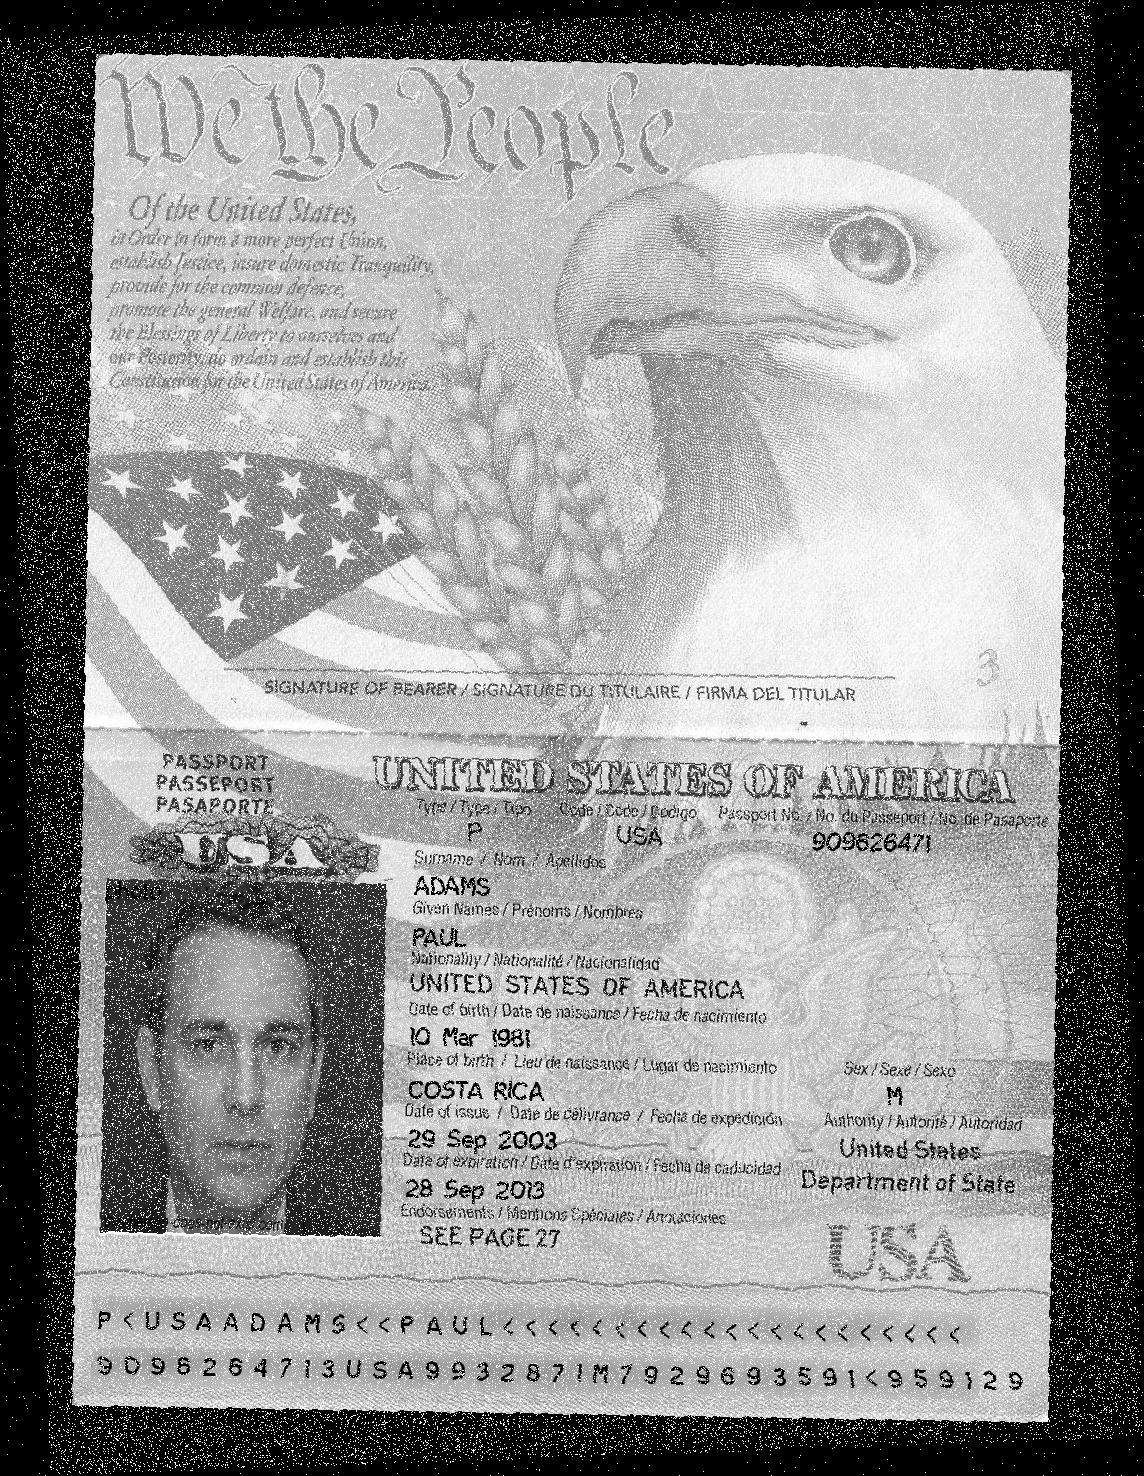 We the People
Of the United States,
in Order to form a more perfect Union,
establish Justice, insure domestic Tranquility,
provide for the common defence,
promote the general Welfare, and secure
the Blessings of Liberty to ourselves and
our Posterity, do ordain and establish this
Constitution for the United States of America.
3
SIGNATURE OF BEARER / SIGNATURE DU TITULAIRE / FIRMA DEL TITULAR
PASSPORT
PASSEPORT
PASAPORTE
USA
UNITED STATES OF AMERICA
Type / Type / Tipo Code / Code / Codigo Passport No. / No. du Passeport / No. de Pasaporte
P USA 909626471
Surname / Nom / Apellidos
ADAMS
Given Names / Prénoms / Nombres
PAUL
Nationality / Nationalité / Nacionalidad
UNITED STATES OF AMERICA
Date of birth / Date de naissance / Fecha de nacimiento
10 Mar 1981
Place of birth / Lieu de naissance / Lugar de nacimiento
COSTA RICA
Sex / Sexe / Sexo
M
Date of issue / Date de délivrance / Fecha de expedición
29 Sep 2003
Authority / Autorité / Autoridad
United States
Department of State
Date of expiration / Date d'expiration / Fecha de caducidad
28 Sep 2013
Endorsements / Mentions Spéciales / Anotaciones
SEE PAGE 27
USA
P<USAADAMS<<PAUL<<<<<<<<<<<<<<<<<<<<<
9096264713USA9932871M7929693591<959129